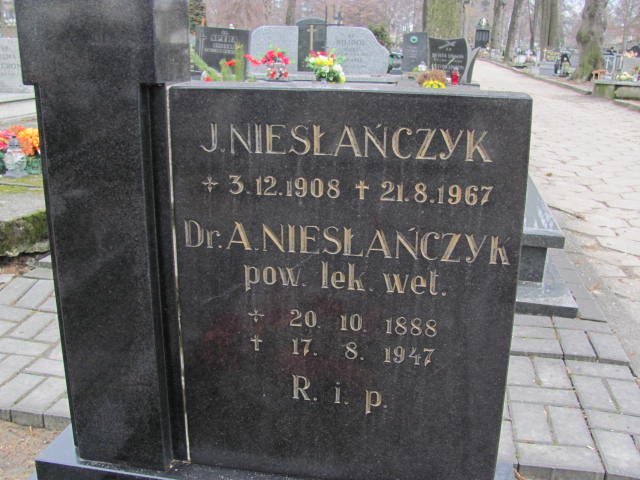 J. NIESŁAŃCZYK
✣ 3.12.1908 ✝ 21.8.1967
Dr. A. NIESŁAŃCZYK
pow. lek. wet.
✣ 20. 10. 1888
✝ 17. 8. 1947
R. i. p.